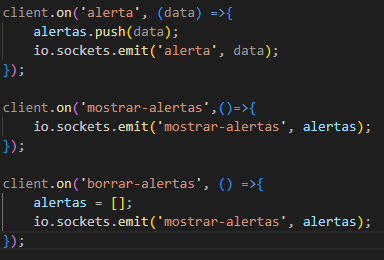 client.on('alerta', (data) =>{
    alertas.push(data);
    io.sockets.emit('alerta', data);
});

client.on('mostrar-alertas',()=>{
    io.sockets.emit('mostrar-alertas', alertas);
});

client.on('borrar-alertas', () =>{
    alertas = [];
    io.sockets.emit('mostrar-alertas', alertas);
});